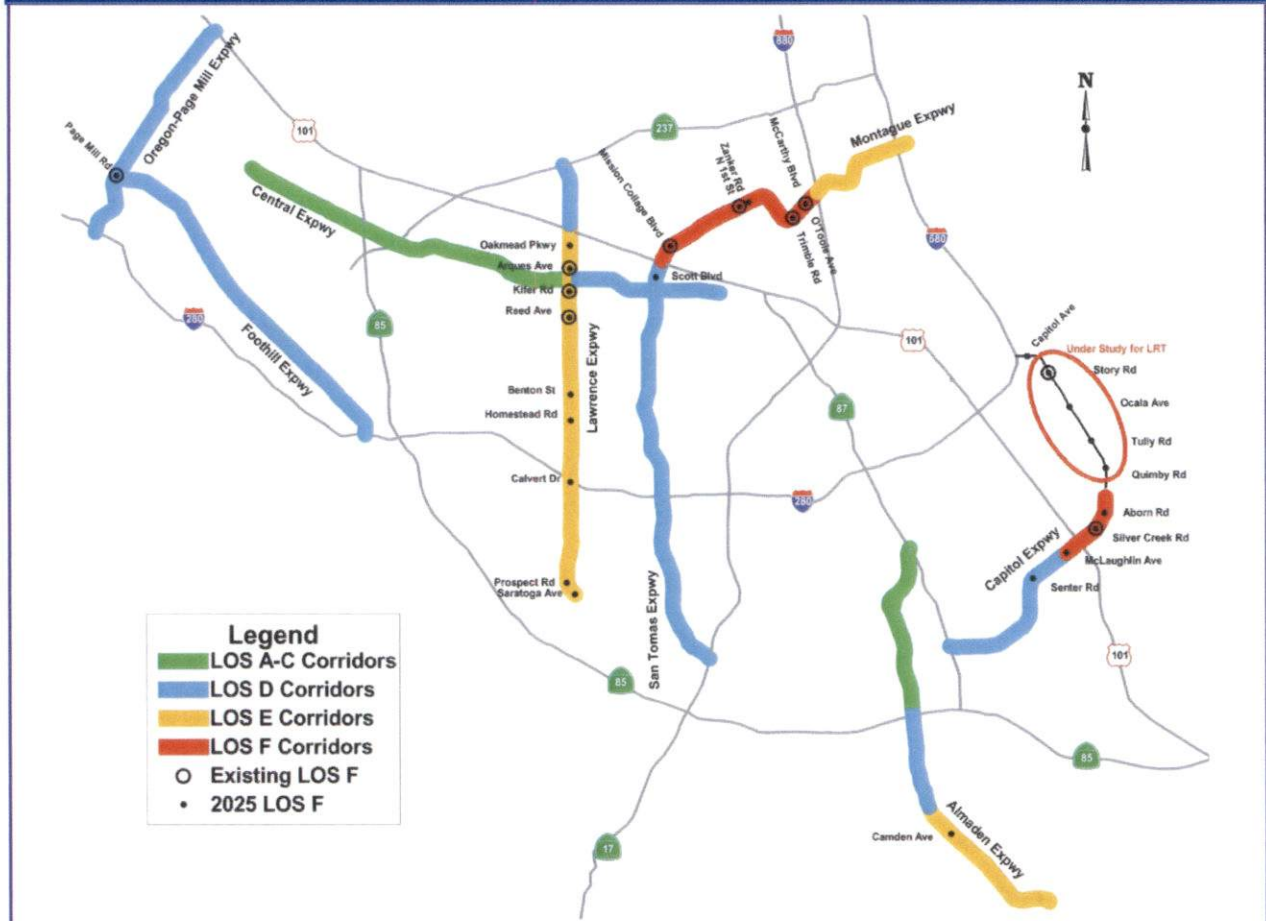 880
N
Oregon-Page Mill Expwy
101
237
Montague Expwy
McCarthy Blvd
Page Mill Rd
Zanker Rd
N 1st St
Mission Collage Blvd
Central Expwy
O'Toole Ave
Trimble Rd
680
Oakmead Pkwy
Arques Ave
Scott Blvd
Kifer Rd
Reed Ave
280
85
101
Capitol Ave
Under Study for LRT
Story Rd
Foothill Expwy
Lawrence Expwy
Benton St
Homestead Rd
87
Ocala Ave
Tully Rd
Quimby Rd
Calvert Dr
280
Aborn Rd
Silver Creek Rd
McLaughlin Ave
Capitol Expwy
Senter Rd
Prospect Rd
Saratoga Ave
San Tomas Expwy
101
85
85
Legend
LOS A-C Corridors
LOS D Corridors
LOS E Corridors
LOS F Corridors
Existing LOS F
2025 LOS F
Camden Ave
Almaden Expwy
17